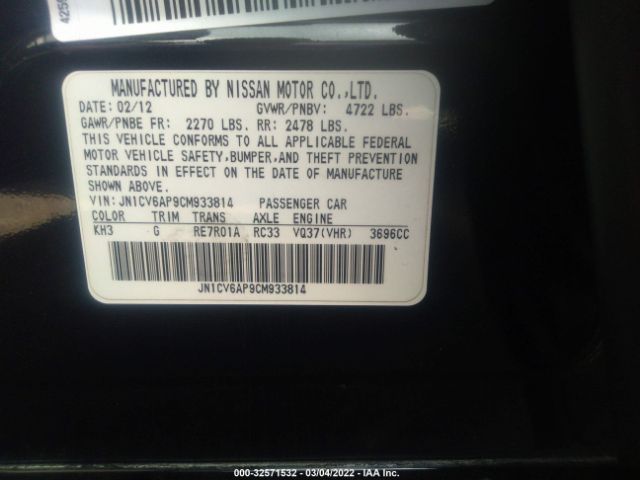 MANUFACTURED BY NISSAN MOTOR CO.,LTD.
DATE: 02/12 GVWR/PNBV: 4722 LBS.
GAWR/PNBE FR: 2270 LBS. RR: 2478 LBS.
THIS VEHICLE CONFORMS TO ALL APPLICABLE FEDERAL
MOTOR VEHICLE SAFETY,BUMPER,AND THEFT PREVENTION
STANDARDS IN EFFECT ON THE DATE OF MANUFACTURE
SHOWN ABOVE.
VIN: JN1CV6AP9CM933814 PASSENGER CAR
COLOR TRIM TRANS AXLE ENGINE
KH3 G RE7R01A RC33 VQ37(VHR) 3696CC
JN1CV6AP9CM933814
000-32571532 - 03/04/2022 - IAA Inc.